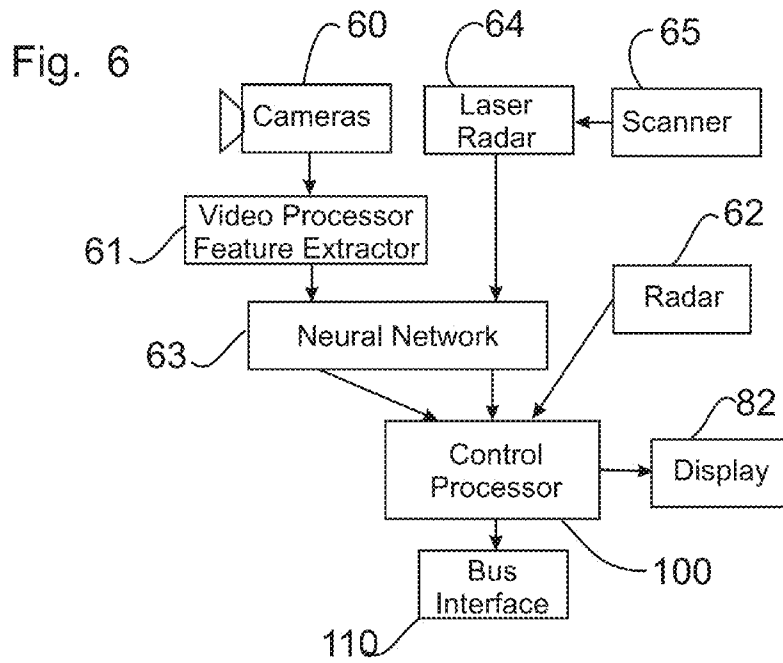 Fig. 6
60
64
65
Cameras
Laser
Radar
Scanner
Video Processor
Feature Extractor
61
62
Radar
Neural Network
63
82
Control
Processor
Display
100
Bus
Interface
110